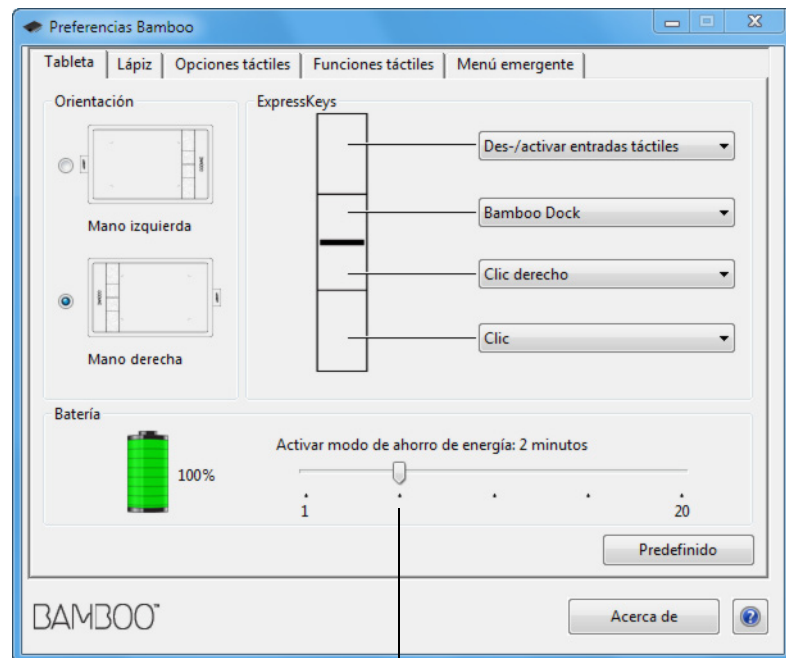 Preferencias Bamboo
Tableta Lápiz Opciones táctiles Funciones táctiles Menú emergente
Orientación
Mano izquierda
Mano derecha
ExpressKeys
Des-/activar entradas táctiles
Bamboo Dock
Clic derecho
Clic
Batería
100%
Activar modo de ahorro de energía: 2 minutos
1 20
Predefinido
BAMBOO™
Acerca de
?